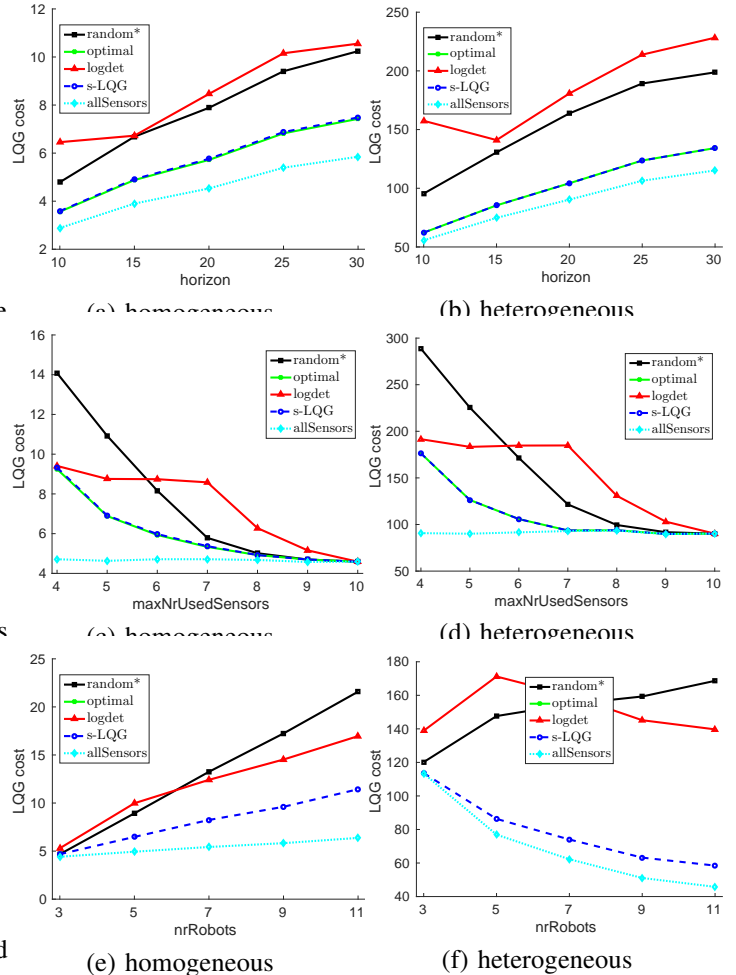 12
10
8
6
4
2
LQG cost
random*
optimal
logdet
s-LQG
allSensors
10 15 20 25 30
horizon
250
200
150
100
50
LQG cost
random*
optimal
logdet
s-LQG
allSensors
10 15 20 25 30
horizon
(a) homogeneous
(b) heterogeneous
16
14
12
10
8
6
4
LQG cost
random*
optimal
logdet
s-LQG
allSensors
4 5 6 7 8 9 10
maxNrUsedSensors
300
250
200
150
100
50
LQG cost
random*
optimal
logdet
s-LQG
allSensors
4 5 6 7 8 9 10
maxNrUsedSensors
(c) homogeneous
(d) heterogeneous
25
20
15
10
5
0
LQG cost
random*
optimal
logdet
s-LQG
allSensors
3 5 7 9 11
nrRobots
180
160
140
120
100
80
60
40
LQG cost
random*
optimal
logdet
s-LQG
allSensors
3 5 7 9 11
nrRobots
(e) homogeneous
(f) heterogeneous